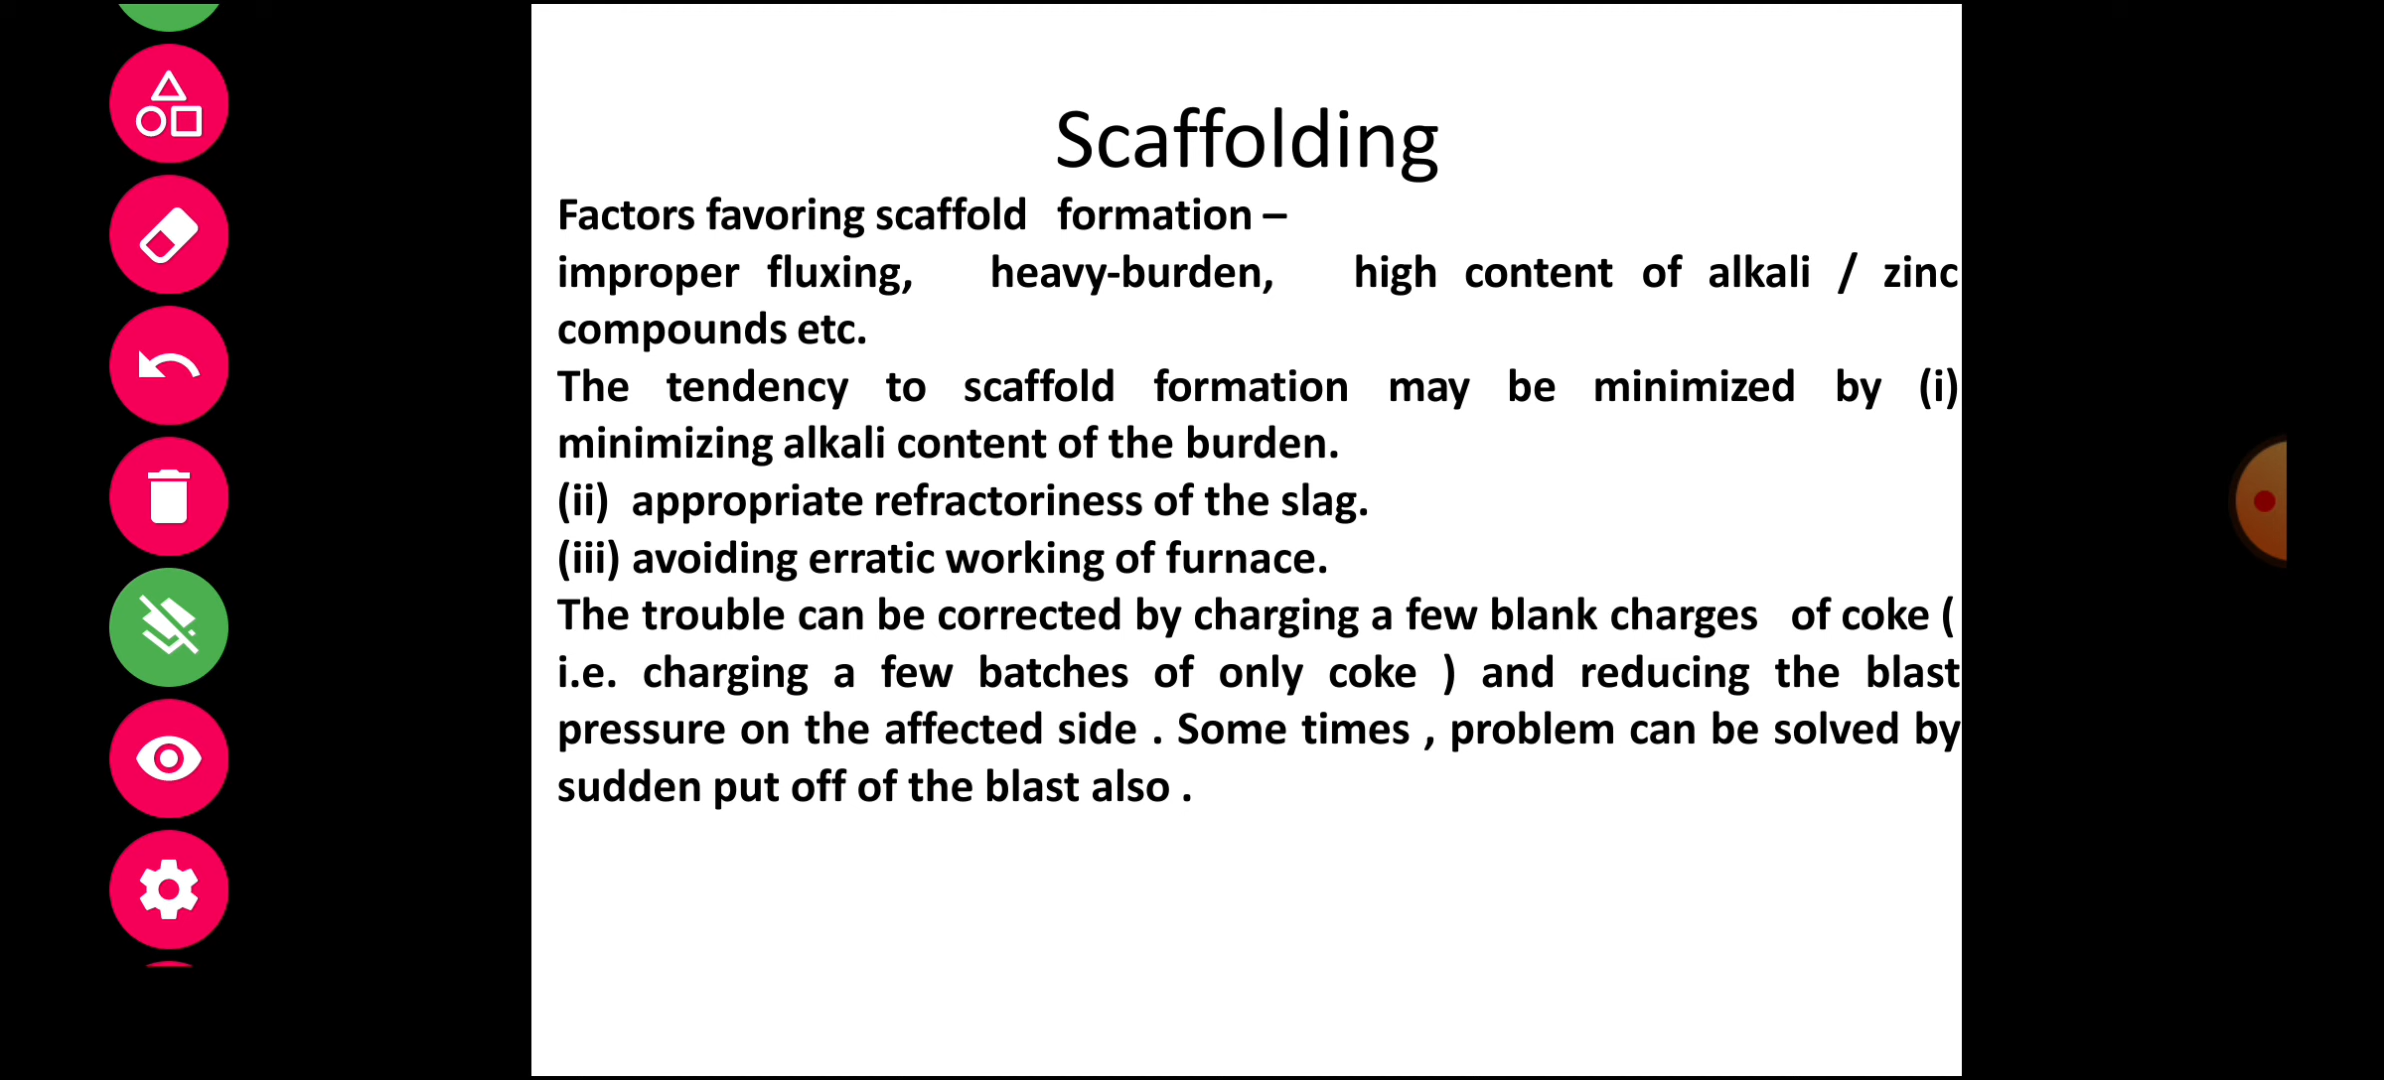 Scaffolding
Factors favoring scaffold formation –
improper fluxing, heavy-burden, high content of alkali / zinc
compounds etc.
The tendency to scaffold formation may be minimized by (i)
minimizing alkali content of the burden.
(ii) appropriate refractoriness of the slag.
(iii) avoiding erratic working of furnace.
The trouble can be corrected by charging a few blank charges of coke (
i.e. charging a few batches of only coke ) and reducing the blast
pressure on the affected side . Some times , problem can be solved by
sudden put off of the blast also .